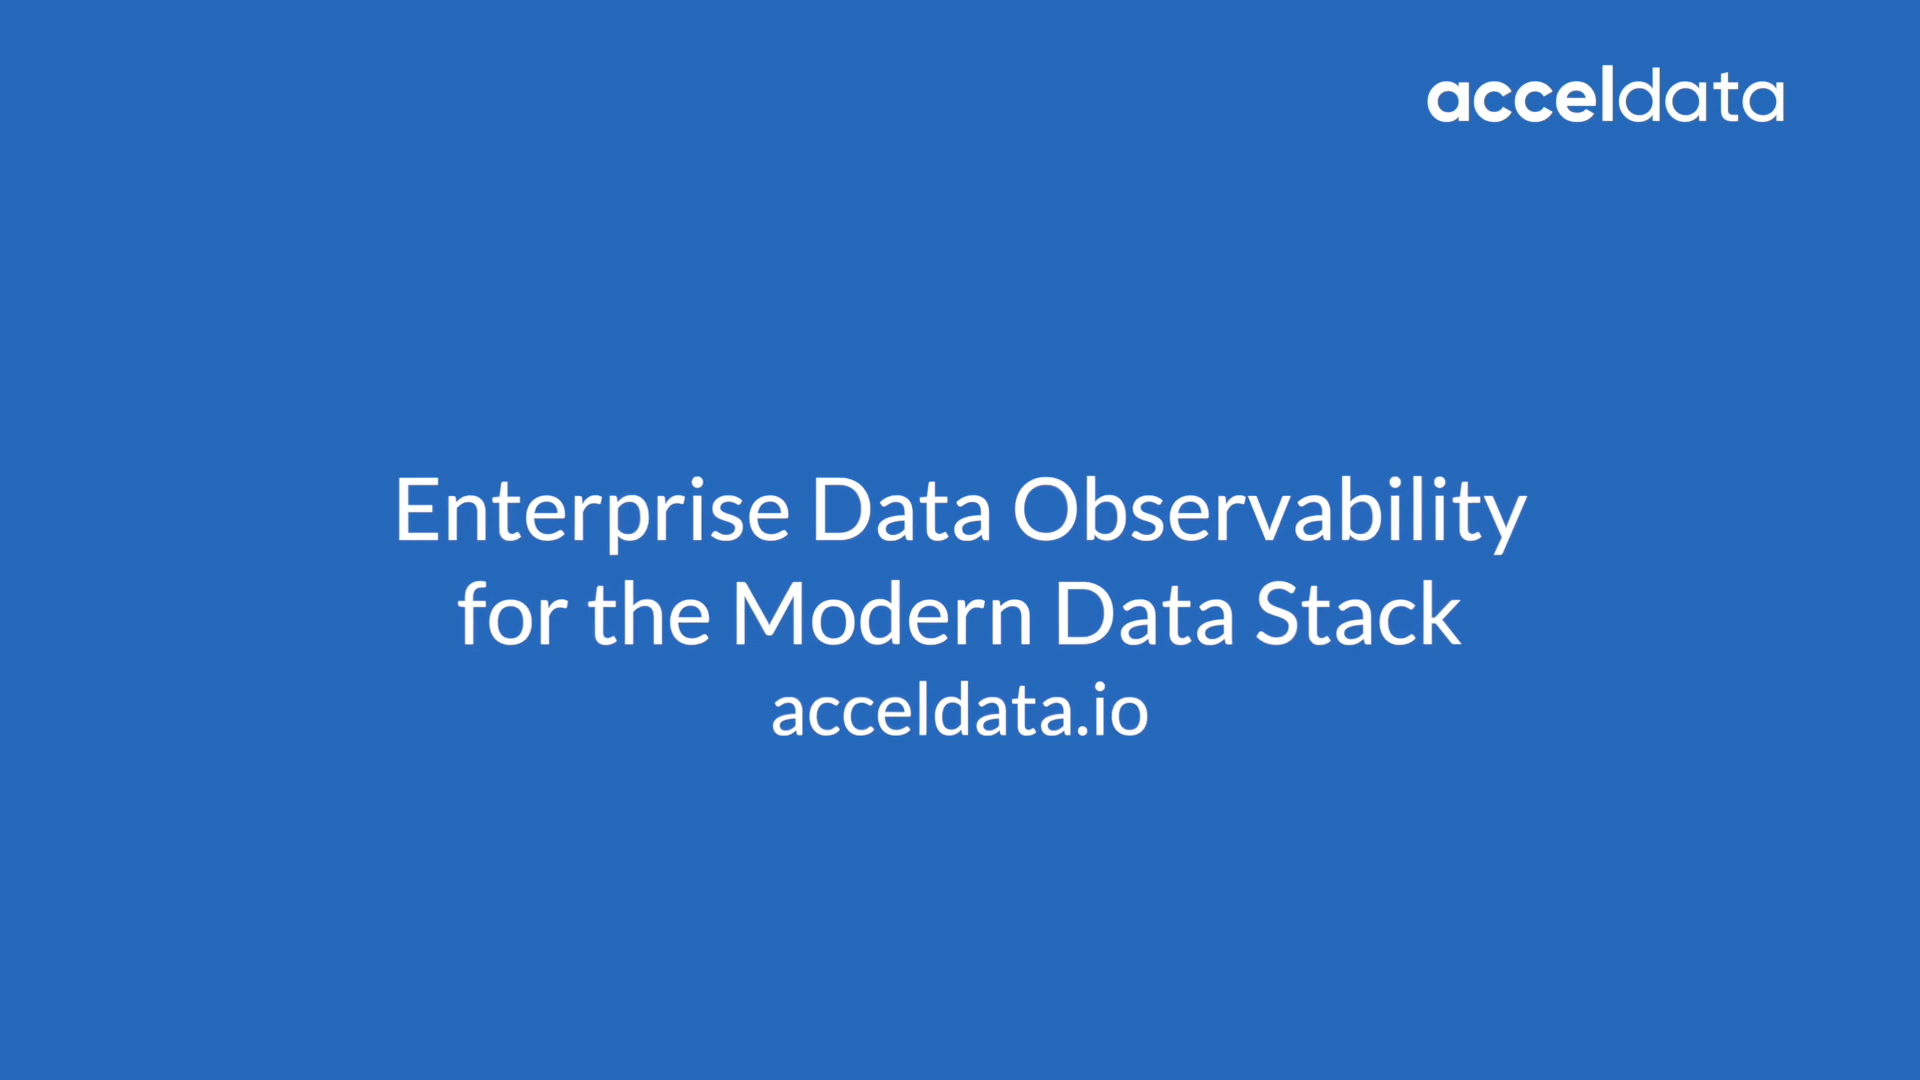 acceldata
Enterprise Data Observability
for the Modern Data Stack
acceldata.io